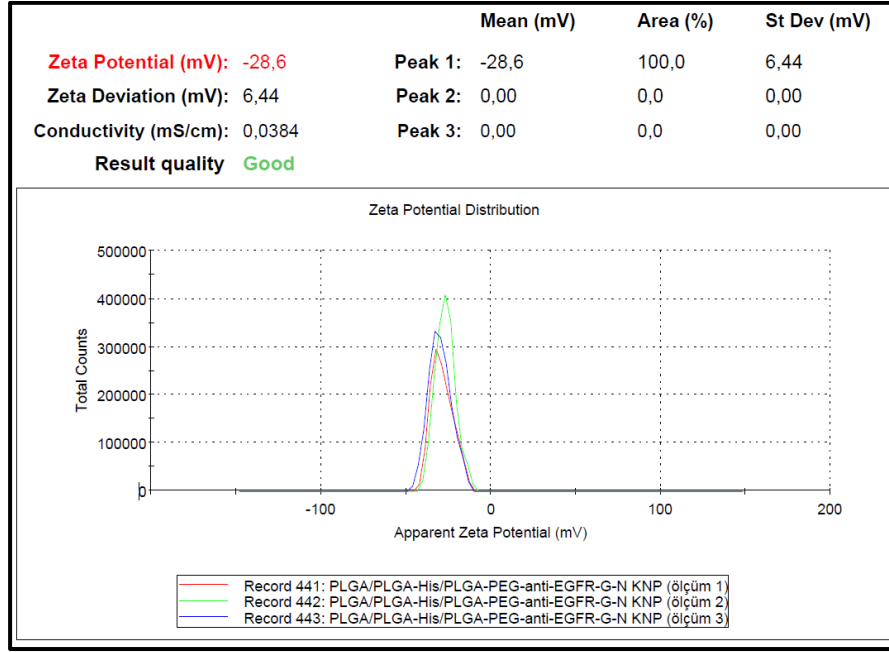 Mean (mV) Area (%) St Dev (mV)
Zeta Potential (mV): -28,6 Peak 1: -28,6 100,0 6,44
Zeta Deviation (mV): 6,44 Peak 2: 0,00 0,0 0,00
Conductivity (mS/cm): 0,0384 Peak 3: 0,00 0,0 0,00
Result quality Good
Zeta Potential Distribution
500000
400000
300000
200000
100000
0
Total Counts
-100 0 100 200
Apparent Zeta Potential (mV)
Record 441: PLGA/PLGA-His/PLGA-PEG-anti-EGFR-G-N KNP (ölçüm 1)
Record 442: PLGA/PLGA-His/PLGA-PEG-anti-EGFR-G-N KNP (ölçüm 2)
Record 443: PLGA/PLGA-His/PLGA-PEG-anti-EGFR-G-N KNP (ölçüm 3)